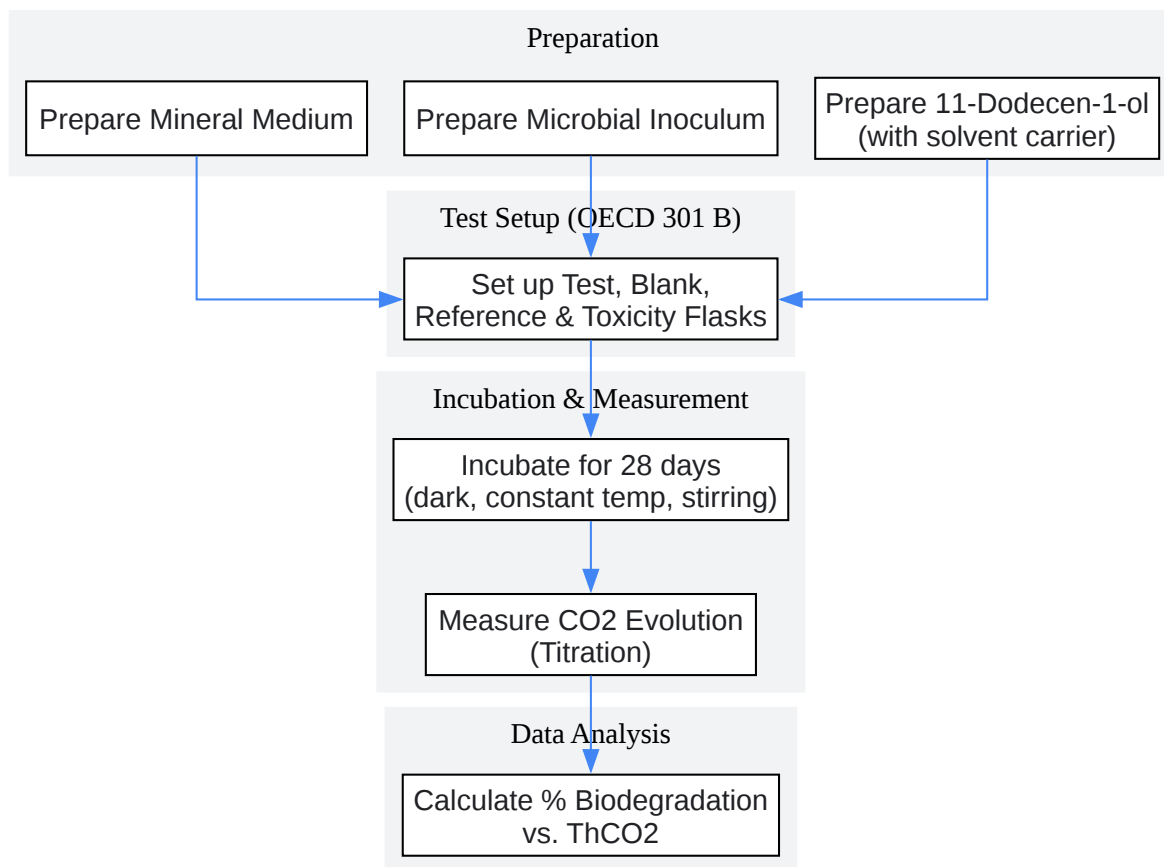 Preparation
Prepare Mineral Medium
Prepare Microbial Inoculum
Prepare 11-Dodecen-1-ol
(with solvent carrier)
Test Setup (OECD 301 B)
Set up Test, Blank,
Reference & Toxicity Flasks
Incubation & Measurement
Incubate for 28 days
(dark, constant temp, stirring)
Measure CO2 Evolution
(Titration)
Data Analysis
Calculate % Biodegradation
vs. ThCO2